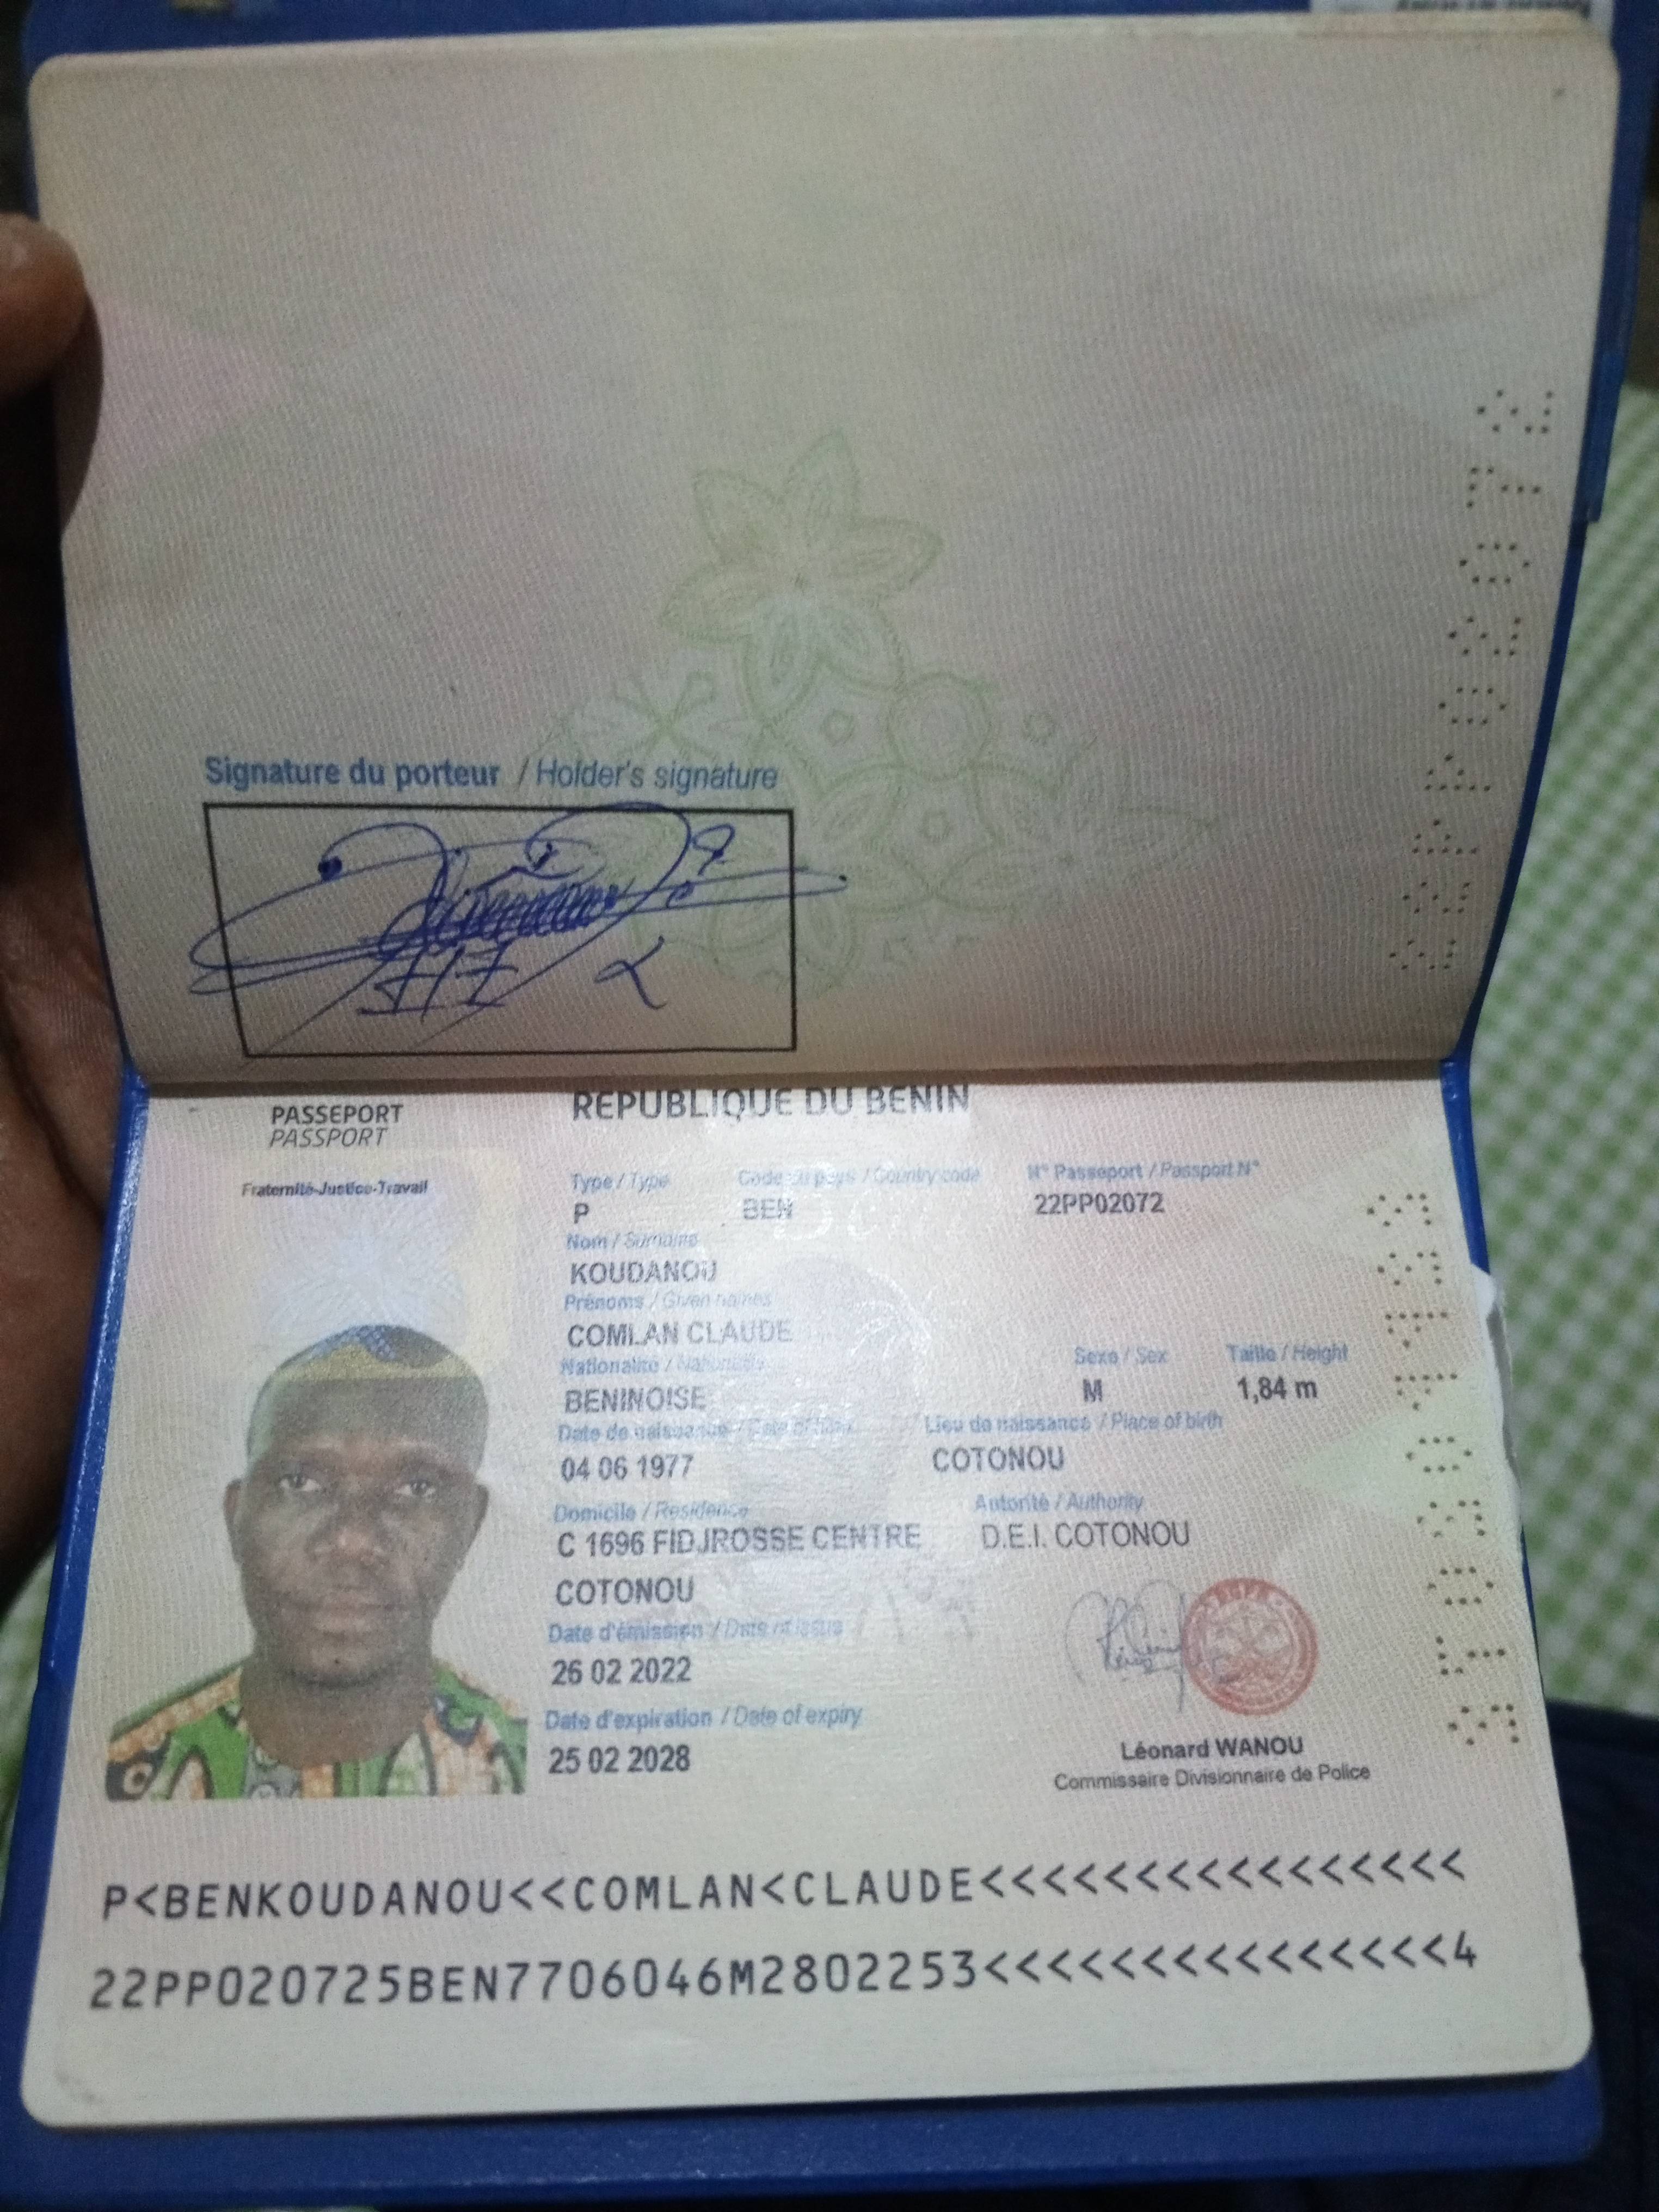 Signature du porteur / Holder's signature
PASSEPORT
PASSPORT
REPUBLIQUE DU BENIN
Fraternité-Justice-Travail
Type / Type
Code du pays / Country code
N° Passeport / Passport N°
P
BEN
22PP02072
Nom / Surname
KOUDANOU
Prénoms / Given names
COMLAN CLAUDE
Nationalité / Nationality
Sexe / Sex
Taille / Height
BENINOISE
M
1,84 m
Date de naissance / Date of birth
Lieu de naissance / Place of birth
04 06 1977
COTONOU
Domicile / Residence
Autorité / Authority
C 1696 FIDJROSSE CENTRE
D.E.I. COTONOU
COTONOU
Date d'émission / Date of issue
26 02 2022
Date d'expiration / Date of expiry
25 02 2028
Léonard WANOU
Commissaire Divisionnaire de Police
P<BENKOUDANOU<<COMLAN<CLAUDE<<<<<<<<<<<<<<<<
22PP020725BEN7706046M2802253<<<<<<<<<<<<<<<4